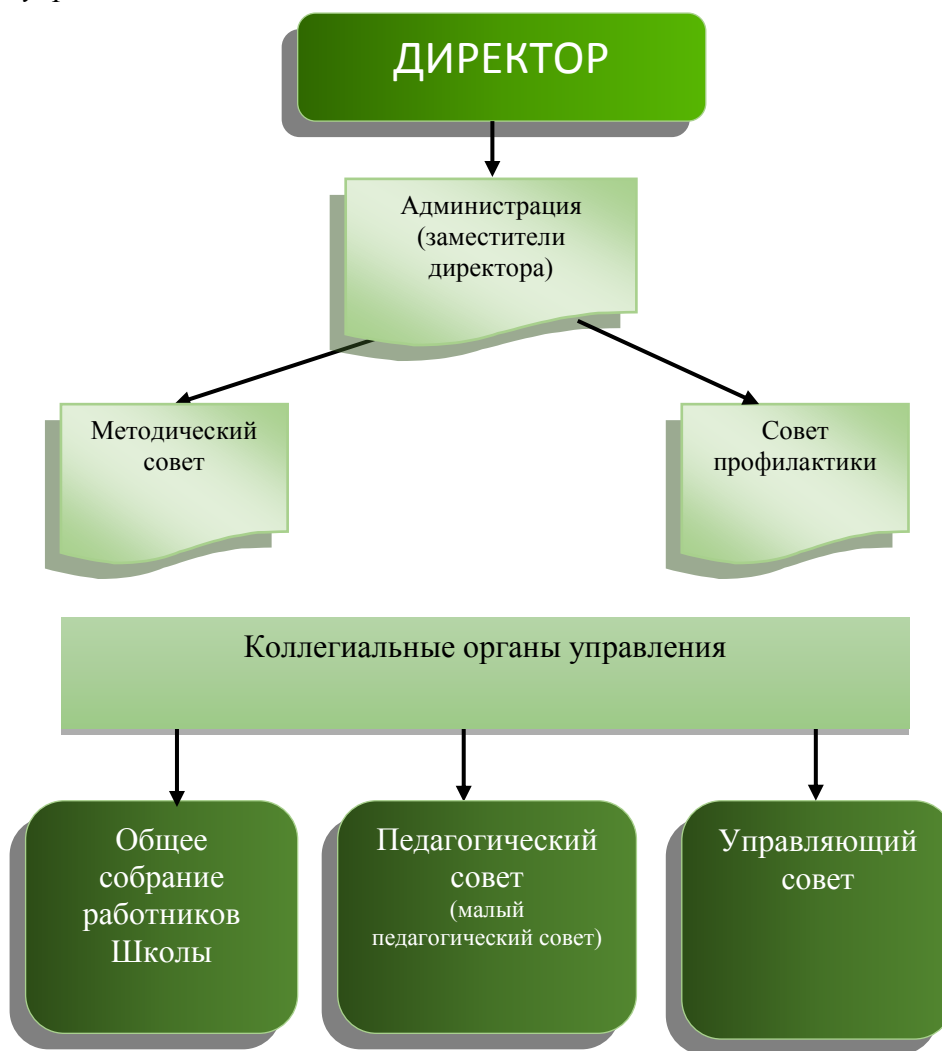 ДИРЕКТОР
Администрация
(заместители
директора)
Методический
совет
Совет
профилактики
Коллегиальные органы управления
Общее
собрание
работников
Школы
Педагогический
совет
(малый
педагогический совет)
Управляющий
совет